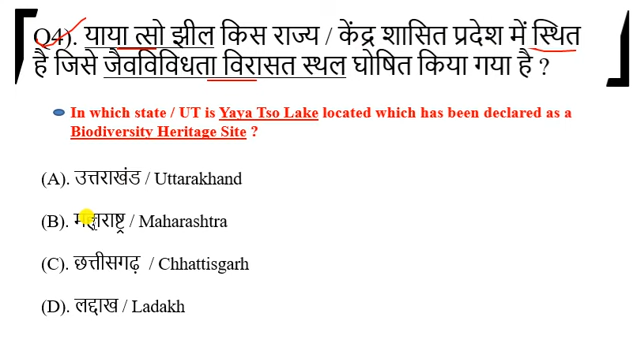 Q4). याया त्सो झील किस राज्य / केंद्र शासित प्रदेश में स्थित
है जिसे जैवविविधता विरासत स्थल घोषित किया गया है ?
In which state / UT is Yaya Tso Lake located which has been declared as a
Biodiversity Heritage Site ?
(A). उत्तराखंड / Uttarakhand
(B). महाराष्ट्र / Maharashtra
(C). छत्तीसगढ़ / Chhattisgarh
(D). लद्दाख / Ladakh